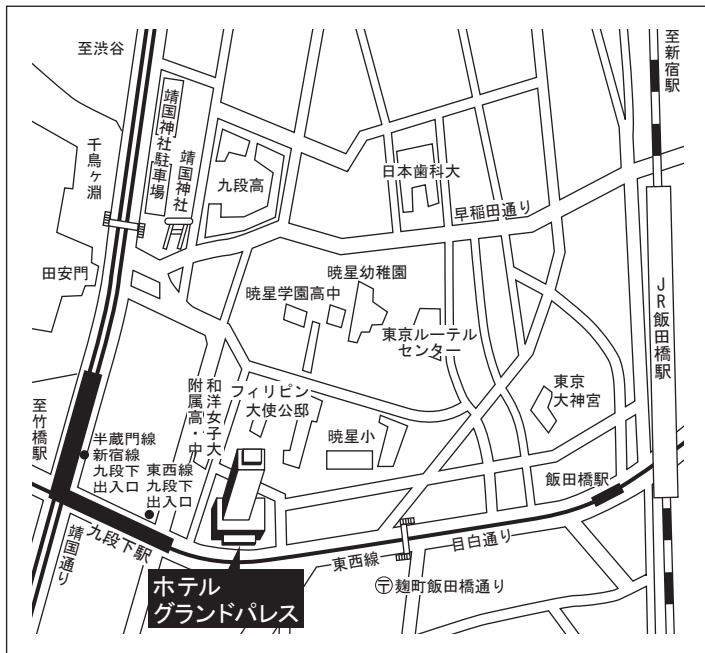 至渋谷
至新宿駅
靖国神社駐車場
靖国神社
千鳥ヶ淵
九段高
日本歯科大
早稲田通り
田安門
暁星幼稚園
暁星学園高中
東京ルーテル
センター
JR飯田橋駅
和洋女子大
附属高・中
フィリピン
大使公邸
東京
大神宮
暁星小
至竹橋駅
半蔵門線
新宿線
九段下
出入口
東西線
九段下
出入口
飯田橋駅
九段下駅
靖国通り
東西線
目白通り
〶麹町飯田橋通り
ホテル
グランドパレス